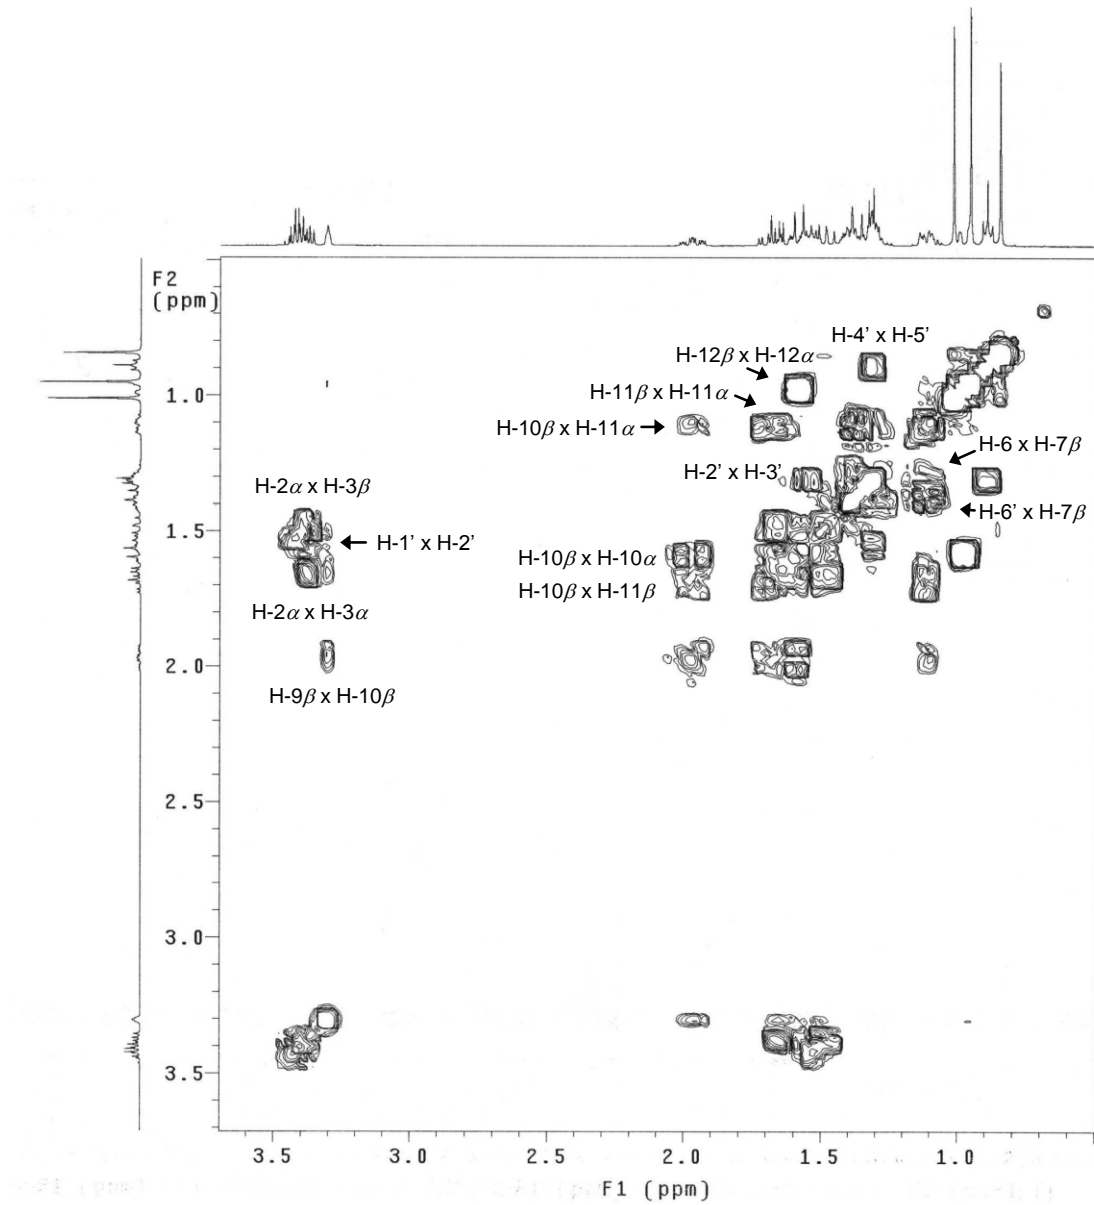 F2
(ppm)
H-4’ x H-5’
H-12β x H-12α
H-11β x H-11α
1.0
H-10β x H-11α
H-6 x H-7β
H-2’ x H-3’
H-2α x H-3β
H-6’ x H-7β
1.5
H-1’ x H-2’
H-10β x H-10α
H-10β x H-11β
H-2α x H-3α
2.0
H-9β x H-10β
2.5
3.0
3.5
3.5 3.0 2.5 2.0 1.5 1.0
F1 (ppm)